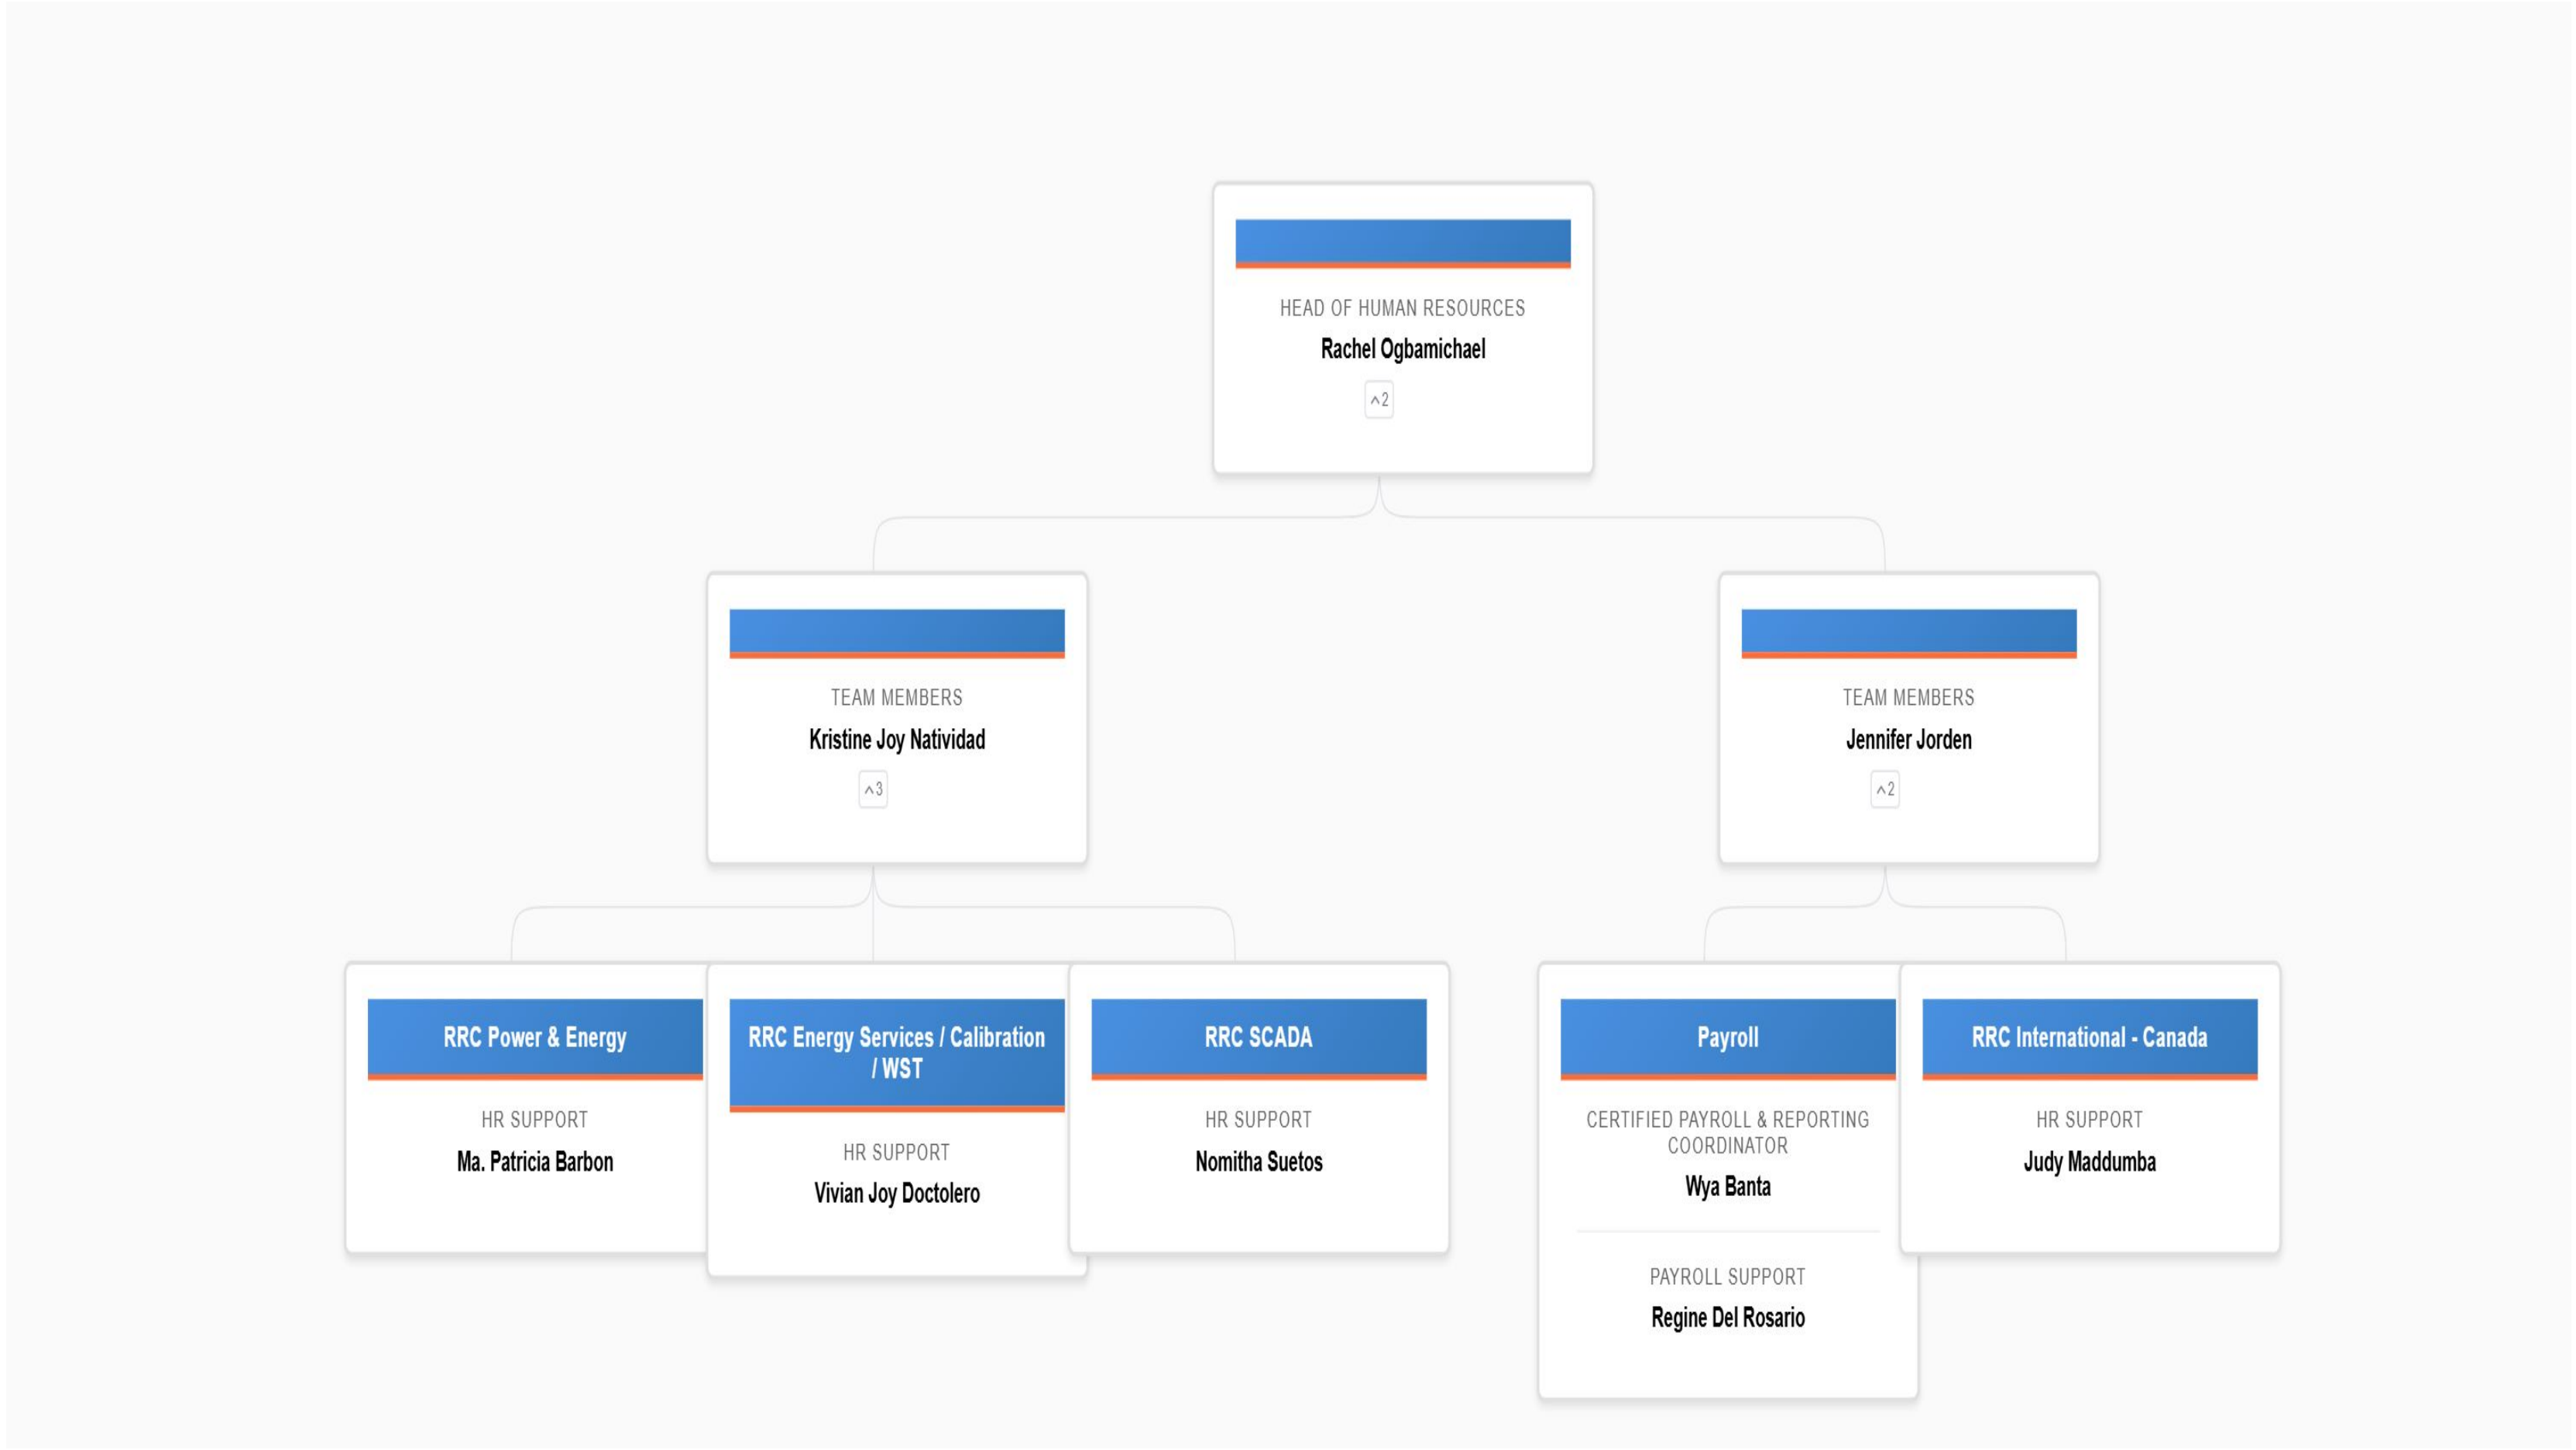 HEAD OF HUMAN RESOURCES
Rachel Ogbamichael
^2
TEAM MEMBERS
Kristine Joy Natividad
^3
TEAM MEMBERS
Jennifer Jorden
^2
RRC Power & Energy
HR SUPPORT
Ma. Patricia Barbon
RRC Energy Services / Calibration
/ WST
HR SUPPORT
Vivian Joy Doctolero
RRC SCADA
HR SUPPORT
Nomitha Suetos
Payroll
CERTIFIED PAYROLL & REPORTING
COORDINATOR
Wya Banta
PAYROLL SUPPORT
Regine Del Rosario
RRC International - Canada
HR SUPPORT
Judy Maddumba